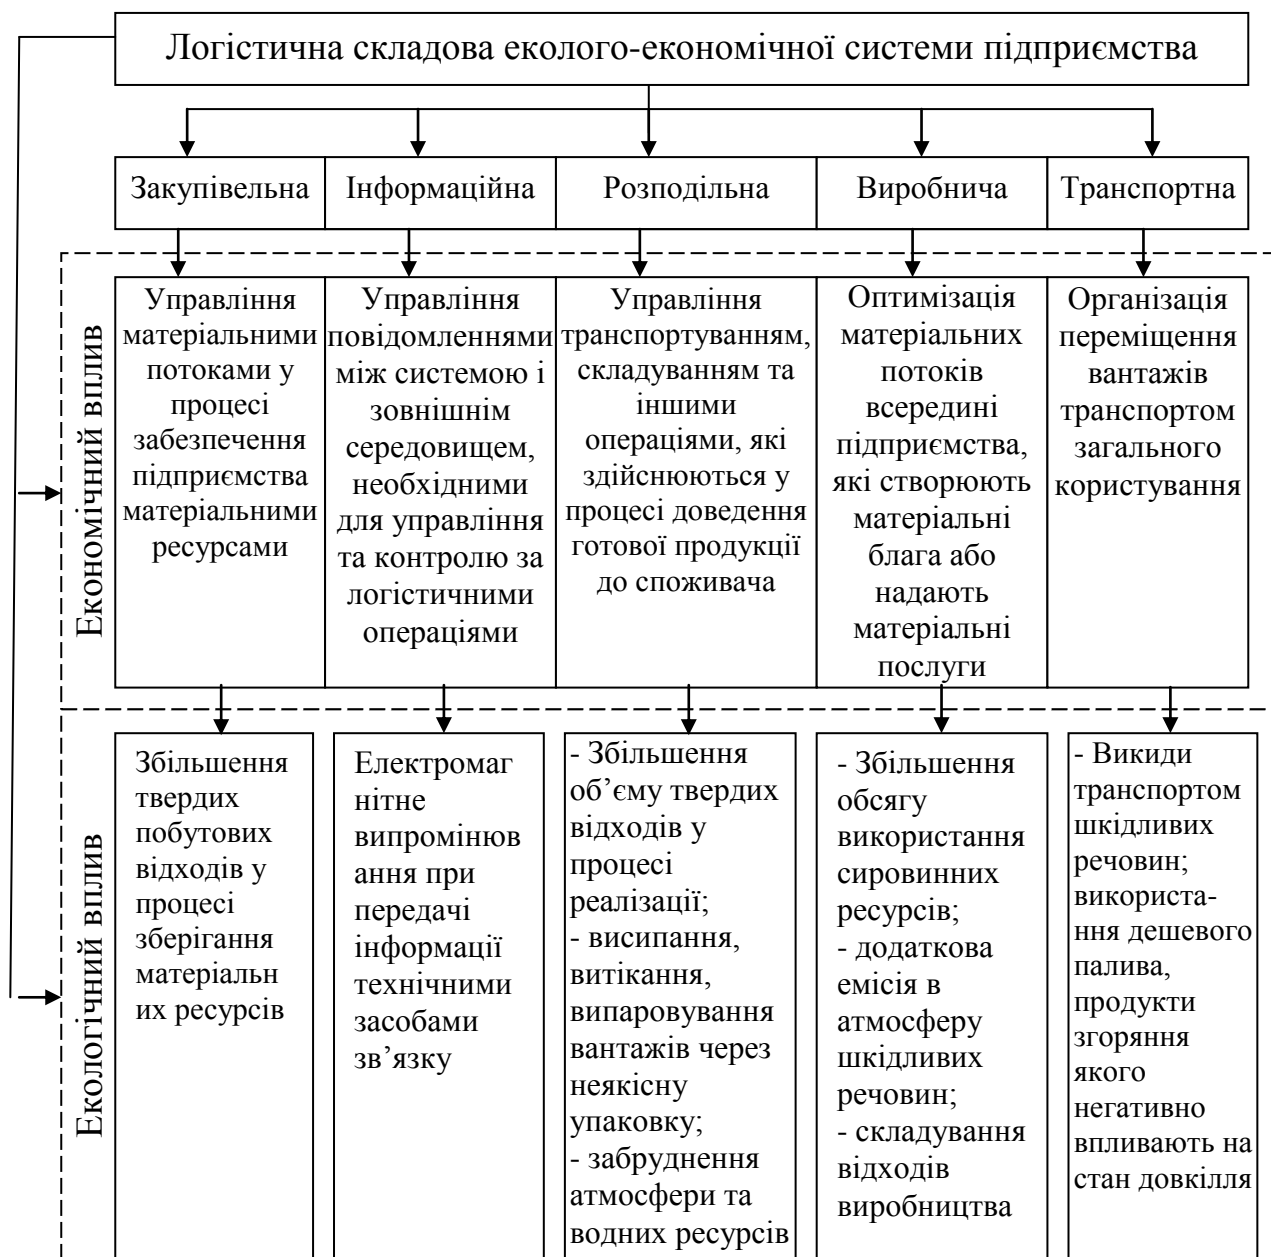 Логістична складова еколого-економічної системи підприємства
Закупівельна
Інформаційна
Розподільна
Виробнича
Транспортна
Економічний вплив
Управління
матеріальними
потоками у
процесі
забезпечення
підприємства
матеріальними
ресурсами
Управління
повідомленнями
між системою і
зовнішнім
середовищем,
необхідними
для управління
та контролю за
логістичними
операціями
Управління
транспортуванням,
складуванням та
іншими
операціями, які
здійснюються у
процесі доведення
готової продукції
до споживача
Оптимізація
матеріальних
потоків
всередині
підприємства,
які створюють
матеріальні
блага або
надають
матеріальні
послуги
Організація
переміщення
вантажів
транспортом
загального
користування
Екологічний вплив
Збільшення
твердих
побутових
відходів у
процесі
зберігання
матеріальн
их ресурсів
Електромаг
нітне
випромінюв
ання при
передачі
інформації
технічними
засобами
зв’язку
- Збільшення
об’єму твердих
відходів у
процесі
реалізації;
- висипання,
витікання,
випаровування
вантажів через
неякісну
упаковку;
- забруднення
атмосфери та
водних ресурсів
- Збільшення
обсягу
використання
сировинних
ресурсів;
- додаткова
емісія в
атмосферу
шкідливих
речовин;
- складування
відходів
виробництва
- Викиди
транспортом
шкідливих
речовин;
використа-
ння дешевого
палива,
продукти
згоряння
якого
негативно
впливають на
стан довкілля